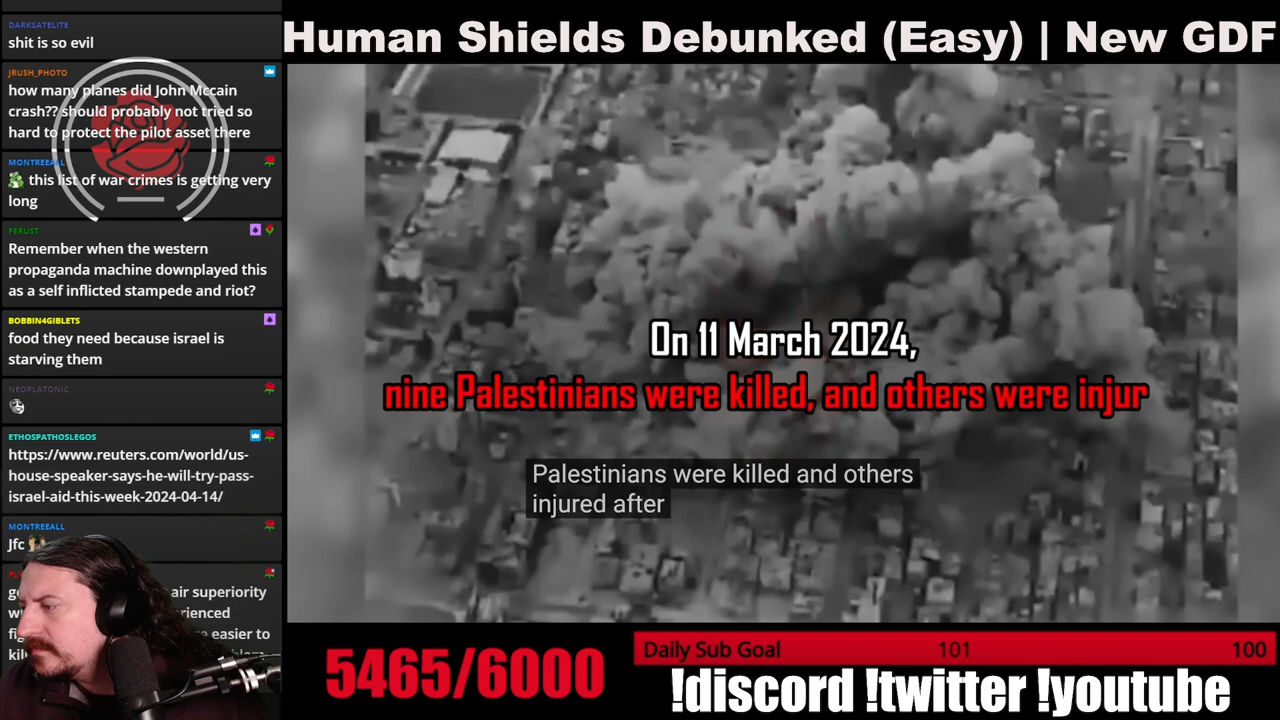 Human Shields Debunked (Easy) | New GDF
DARKSATELITE
shit is so evil
JRUSH_PHOTO
how many planes did John Mccain
crash?? should probably not tried so
hard to protect the pilot asset there
MONTREEALL
this list of war crimes is getting very
long
FERUST
Remember when the western
propaganda machine downplayed this
as a self inflicted stampede and riot?
BOBBIN4GIBLETS
food they need because israel is
starving them
NEOPLATONIC
ETHOSPATHOSLEGOS
https://www.reuters.com/world/us-
house-speaker-says-he-will-try-pass-
israel-aid-this-week-2024-04-14/
MONTREEALL
Jfc
air superiority
easier to
On 11 March 2024,
nine Palestinians were killed, and others were injur
Palestinians were killed and others
injured after
5465/6000
Daily Sub Goal 101 100
!discord !twitter !youtube